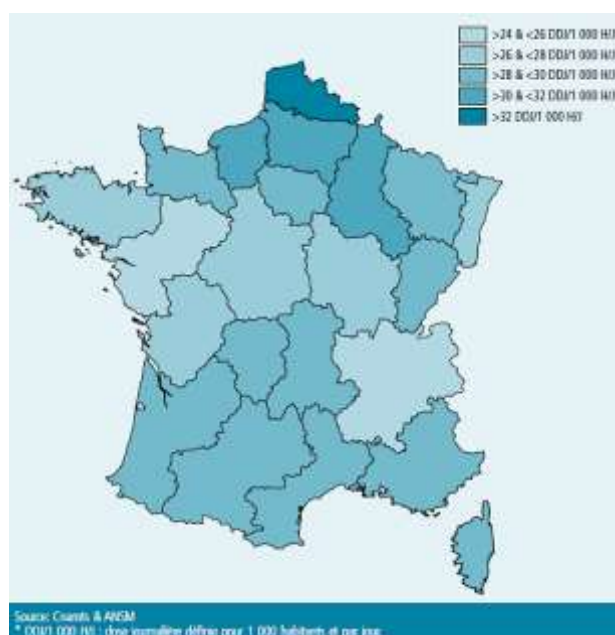 >24 & <26 DDJ/1 000 H/J
>26 & <28 DDJ/1 000 H/J
>28 & <30 DDJ/1 000 H/J
>30 & <32 DDJ/1 000 H/J
>32 DDJ/1 000 H/J
Source: Cnamts & ANSM
* DDJ/1 000 H/J : dose journalière définie pour 1 000 habitants et par jour